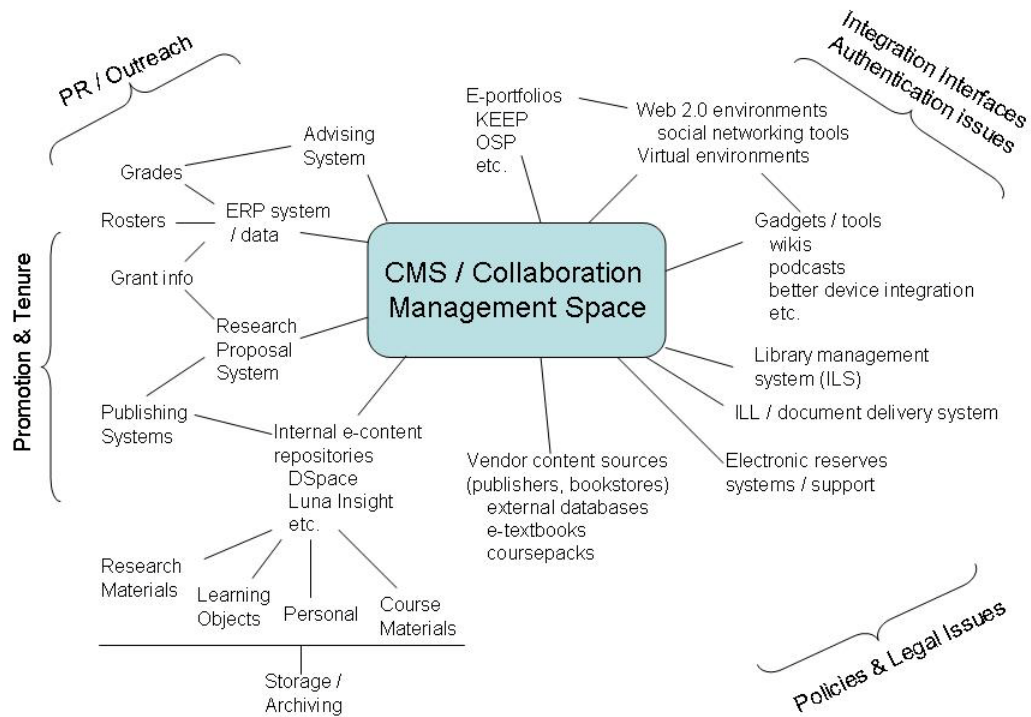 PR / Outreach
Integration Interfaces
Authentication issues
E-portfolios
KEEP
OSP
etc.
Web 2.0 environments
social networking tools
Virtual environments
Advising
System
Grades
Rosters
ERP system
/ data
Grant info
Gadgets / tools
wikis
podcasts
better device integration
etc.
CMS / Collaboration
Management Space
Promotion & Tenure
Research
Proposal
System
Library management
system (ILS)
Publishing
Systems
ILL / document delivery system
Internal e-content
repositories
DSpace
Luna Insight
etc.
Vendor content sources
(publishers, bookstores)
external databases
e-textbooks
coursepacks
Electronic reserves
systems / support
Research
Materials
Learning
Objects
Personal
Course
Materials
Storage /
Archiving
Policies & Legal Issues